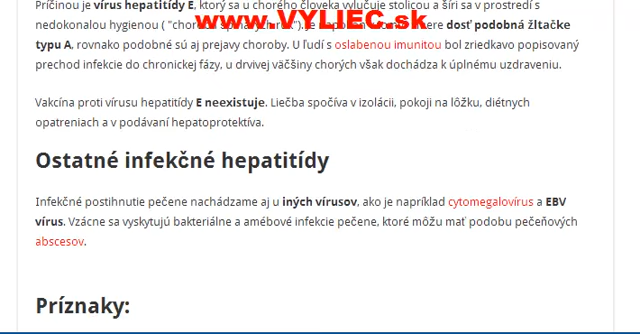 Príčinou je vírus hepatitídy E, ktorý sa u chorého človeka vylučuje stolicou a šíri sa v prostredí s
www.VYLIEC.sk
nedokonalou hygienou ( "choroba špinavých rúk"). Je
dosť podobná žltačke
typu A, rovnako podobné sú aj prejavy choroby. U ľudí s oslabenou imunitou bol zriedkavo popisovaný
prechod infekcie do chronickej fázy, u drvivej väčšiny chorých však dochádza k úplnému uzdraveniu.
Vakcína proti vírusu hepatitídy E neexistuje. Liečba spočíva v izolácii, pokoji na lôžku, diétnych
opatreniach a v podávaní hepatoprotektíva.
Ostatné infekčné hepatitídy
Infekčné postihnutie pečene nachádzame aj u iných vírusov, ako je napríklad cytomegalovírus a EBV
vírus. Vzácne sa vyskytujú bakteriálne a amébové infekcie pečene, ktoré môžu mať podobu pečeňových
abscesov.
Príznaky: